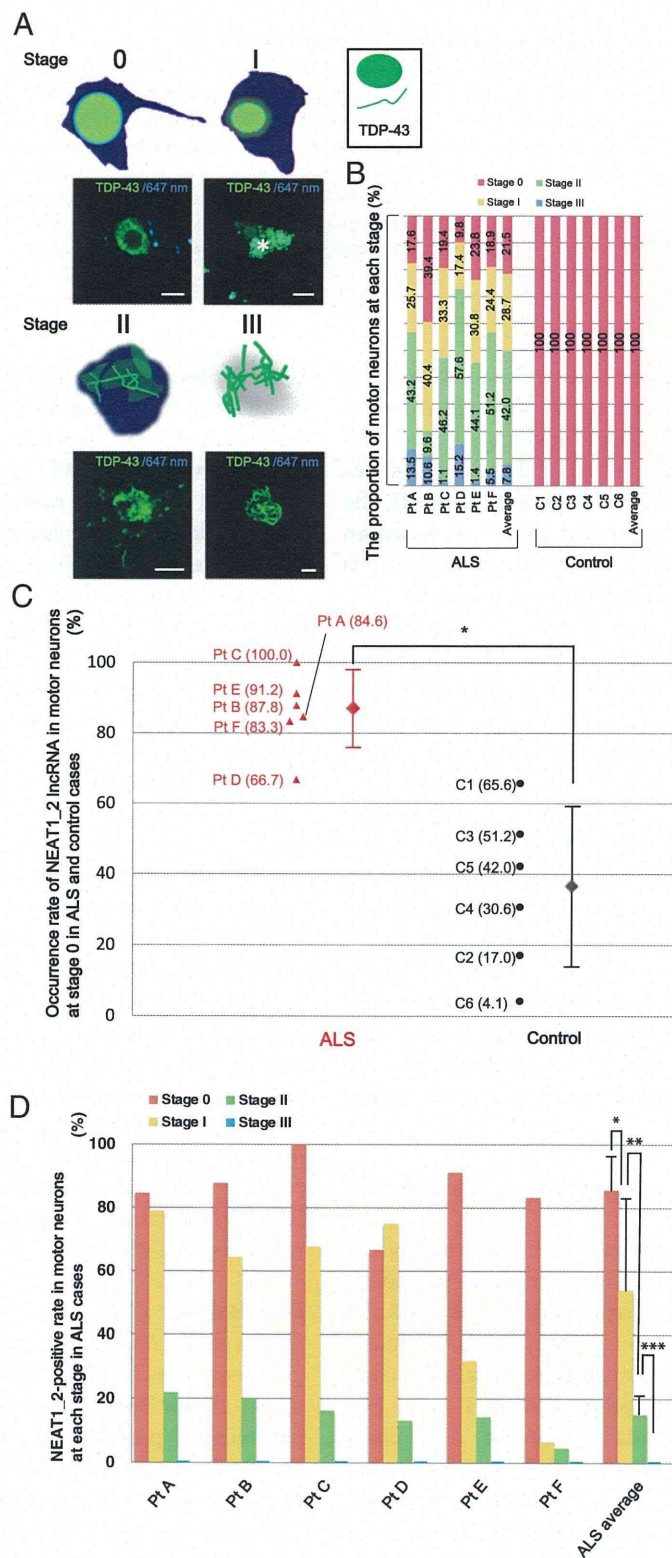 A
Stage 0 I
TDP-43
TDP-43 /647 nm TDP-43 /647 nm
*
Stage II III
TDP-43/647 nm TDP-43/647 nm
B
Stage 0 Stage II
Stage I Stage III
The proportion of motor neurons at each stage (%)
17.6 39.4 19.4 9.8 23.8 18.9 21.5
25.7 40.4 33.3 17.4 30.8 24.4 28.7
43.2 9.6 46.2 57.6 44.1 51.2 42.0
13.5 10.6 1.1 15.2 1.4 5.5 7.8
100 100 100 100 100 100 100
Pt A Pt B Pt C Pt D Pt E Pt F Average C1 C2 C3 C4 C5 C6 Average
ALS Control
C
Occurrence rate of NEAT1_2 lncRNA in motor neurons
at stage 0 in ALS and control cases
(%)
100
80
60
40
20
0
Pt A (84.6)
*
Pt C (100.0)
Pt E (91.2)
Pt B (87.8)
Pt F (83.3)
Pt D (66.7)
C1 (65.6)
C3 (51.2)
C5 (42.0)
C4 (30.6)
C2 (17.0)
C6 (4.1)
ALS Control
D
Stage 0 Stage II
Stage I Stage III
NEAT1_2-positive rate in motor neurons
at each stage in ALS cases
(%)
100
80
60
40
20
0
*
**
***
Pt A Pt B Pt C Pt D Pt E Pt F ALS average